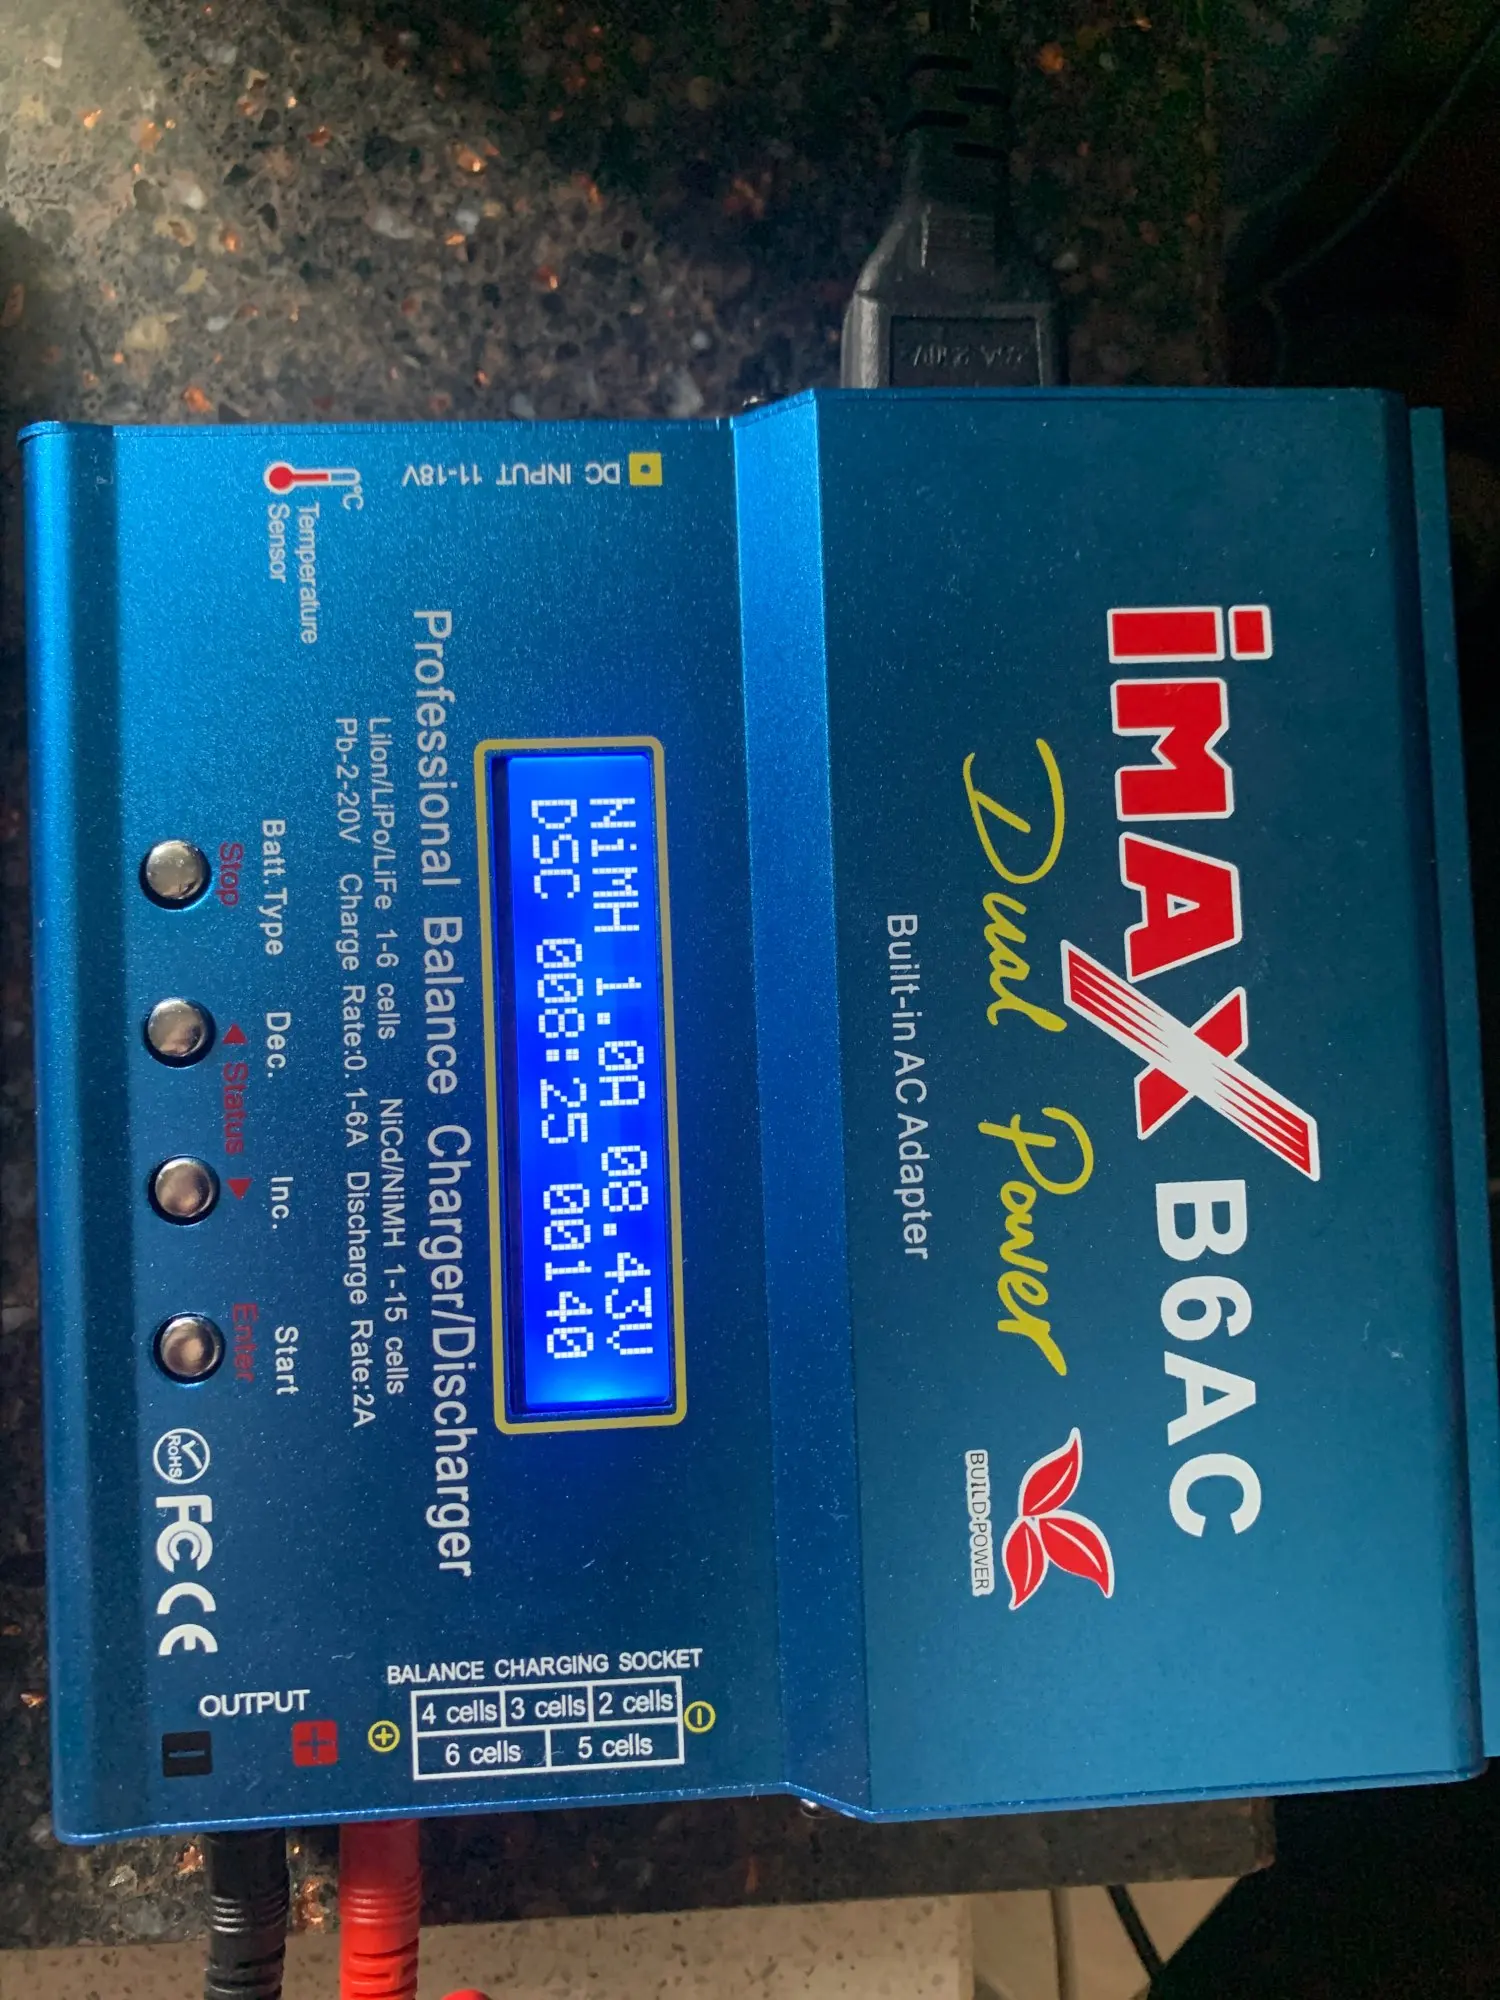 iMAX B6AC
Dual Power
BUILD·POWER
Built-in AC Adapter
DC INPUT 11-18V
NiMH 1.0A 08.43V
DSC 008:25 00140
Professional Balance Charger/Discharger
LiIon/LiPo/LiFe 1-6 cells NiCd/NiMH 1-15 cells
Pb-2-20V Charge Rate:0.1-6A Discharge Rate:2A
°C
Temperature
Sensor
Batt.Type Dec. Inc. Start
Stop ◀ Status ▶ Enter
RoHS FC CE
BALANCE CHARGING SOCKET
4 cells 3 cells 2 cells
6 cells 5 cells
+ −
OUTPUT
− +